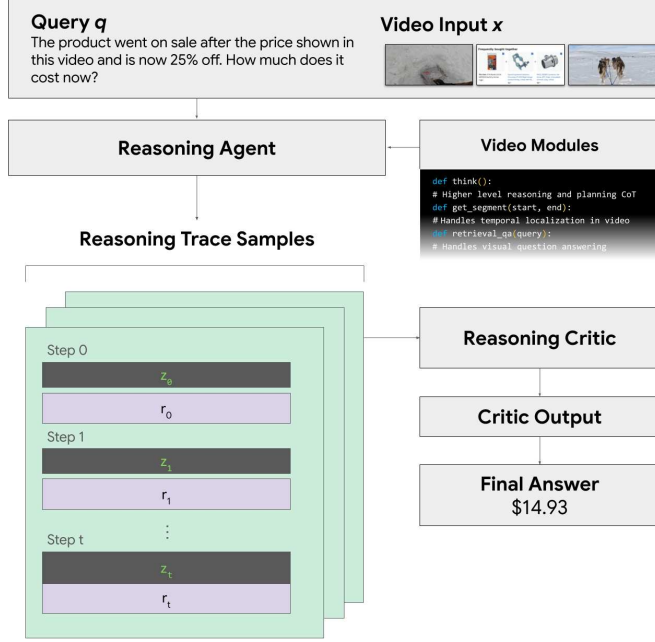 Query q
The product went on sale after the price shown in
this video and is now 25% off. How much does it
cost now?
Video Input x
Frequently bought together
Reasoning Agent
Video Modules
def think():
# Higher level reasoning and planning CoT
def get_segment(start, end):
#Handles temporal localization in video
def retrieval_qa(query):
# Handles visual question answering
Reasoning Trace Samples
Step 0
z₀
r₀
Step 1
z₁
r₁
⋮
Step t
zₜ
rₜ
Reasoning Critic
Critic Output
Final Answer
$14.93